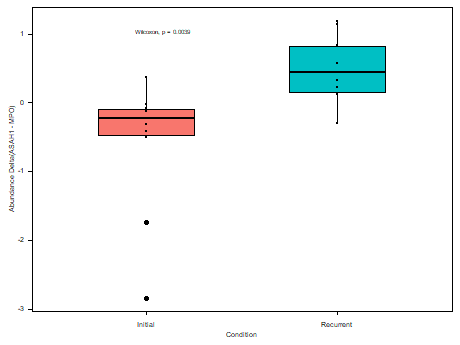 Wilcoxon, p = 0.0039
1
0
-1
-2
-3
Abundance Delta(ASAH1 - MPO)
Initial
Recurrent
Condition